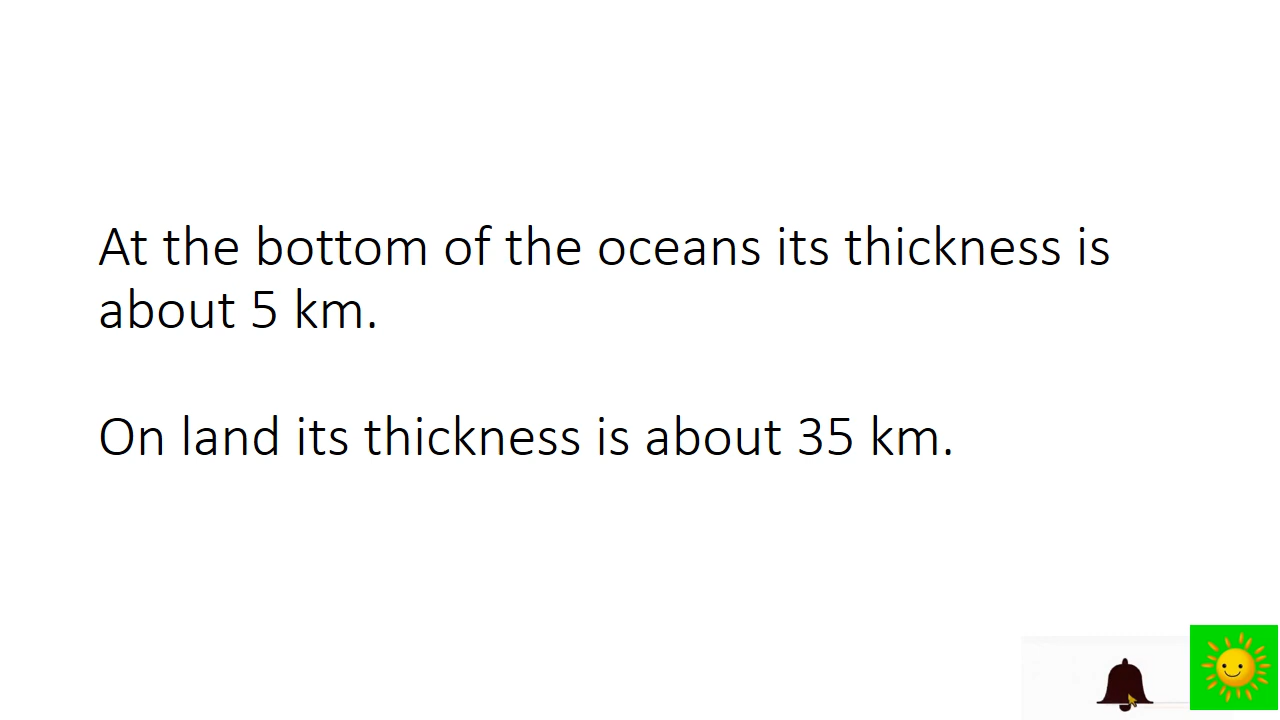 At the bottom of the oceans its thickness is
about 5 km.
On land its thickness is about 35 km.